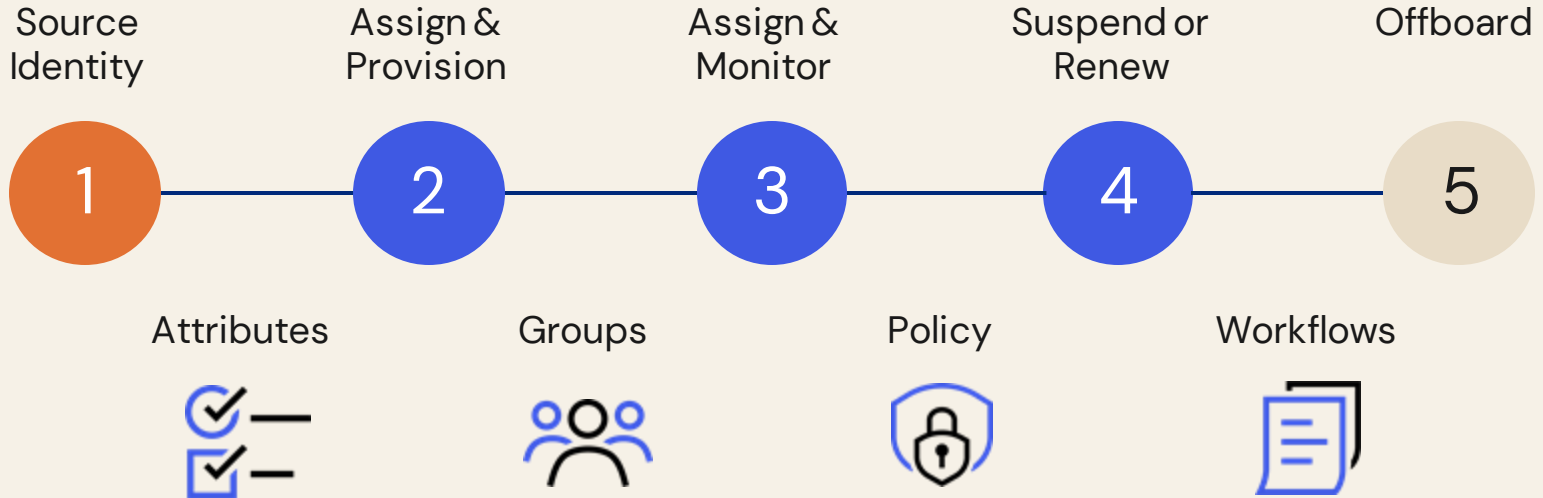 Source
Identity
Assign &
Provision
Assign &
Monitor
Suspend or
Renew
Offboard
1
2
3
4
5
Attributes
Groups
Policy
Workflows